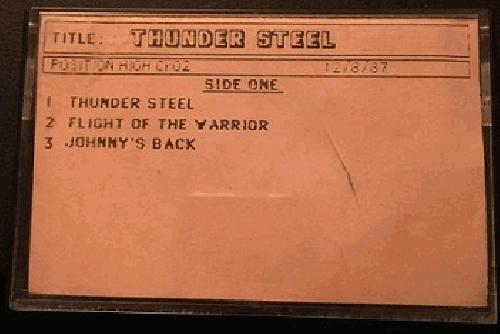 TITLE: THUNDER STEEL
POSITION HIGH CrO2 12/8/87
SIDE ONE
1 THUNDER STEEL
2 FLIGHT OF THE WARRIOR
3 JOHNNY'S BACK